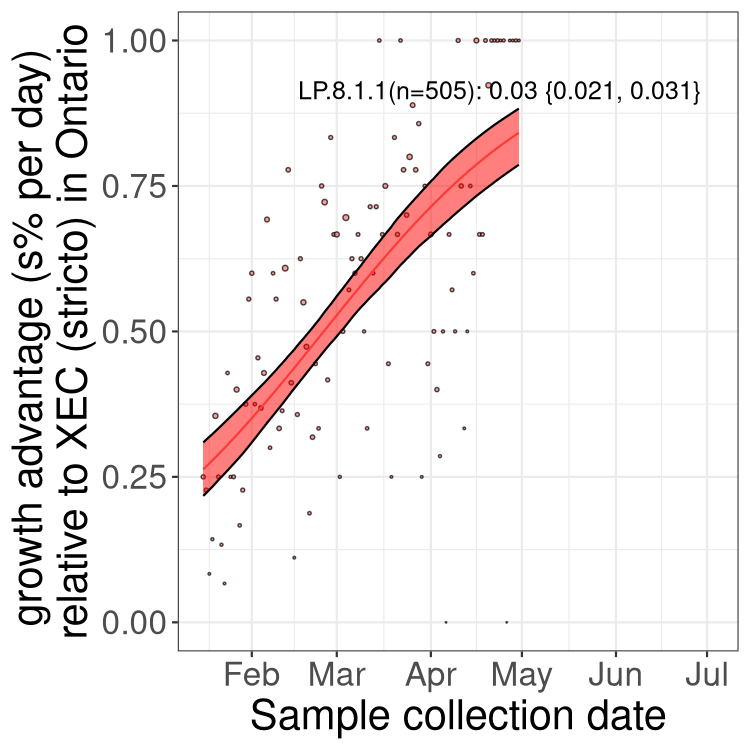 growth advantage (s% per day)
relative to XEC (stricto) in Ontario
1.00
0.75
0.50
0.25
0.00
LP.8.1.1(n=505): 0.03 {0.021, 0.031}
Feb Mar Apr May Jun Jul
Sample collection date